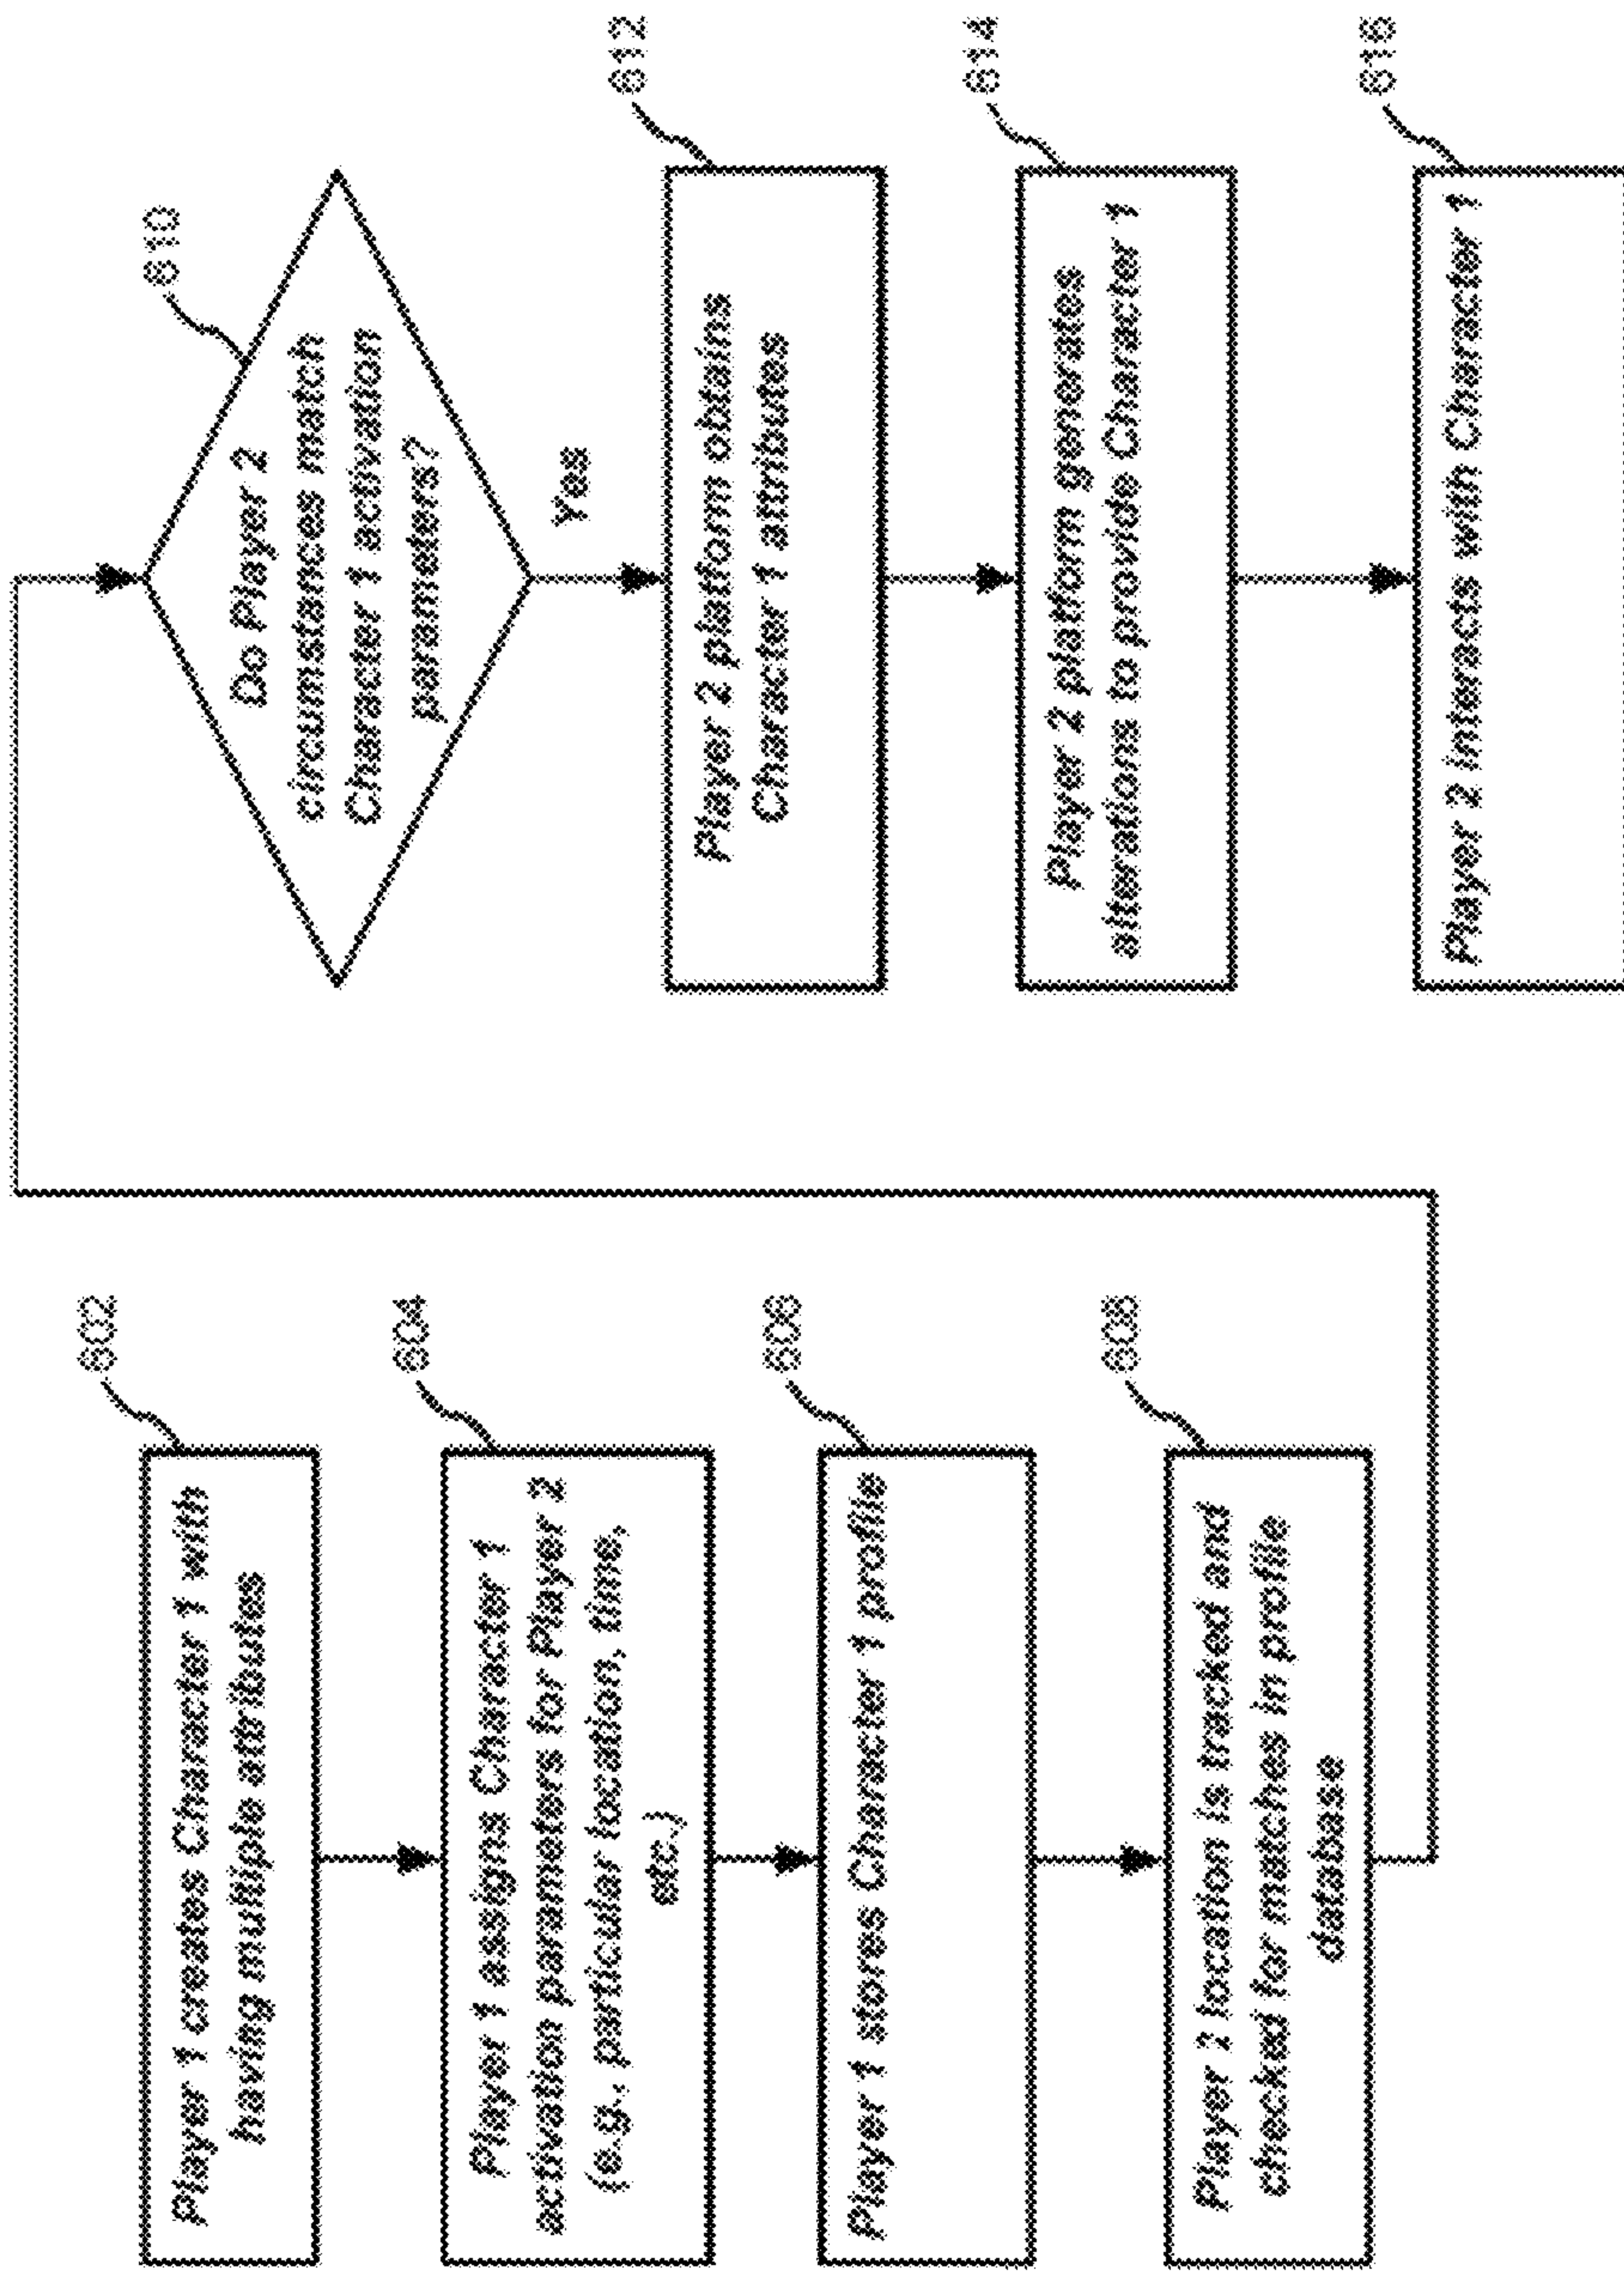 602
Player 1 creates Character 1 with
having multiple attributes
604
Player 1 assigns Character 1
activation parameters for Player 2
(e.g., particular location, time,
etc.)
606
Player 1 stores Character 1 profile
608
Player 2 location is tracked and
checked for matches in profile
database
610
Do Player 2
circumstances match
Character 1 activation
parameters?
Yes
612
Player 2 platform obtains
Character 1 attributes
614
Player 2 platform generates
alterations to provide Character 1
616
Player 2 interacts with Character 1